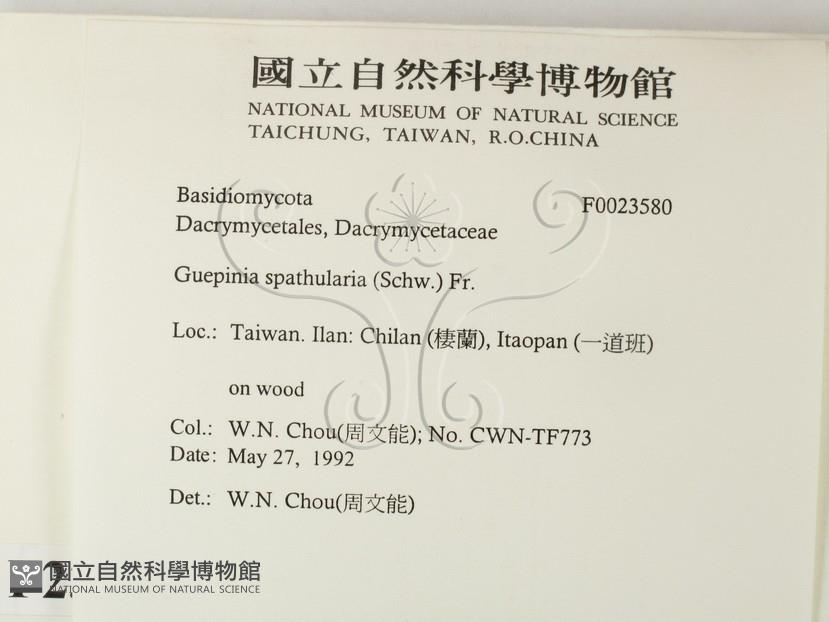 國立自然科學博物館
NATIONAL MUSEUM OF NATURAL SCIENCE
TAICHUNG, TAIWAN, R.O.CHINA
Basidiomycota F0023580
Dacrymycetales, Dacrymycetaceae
Guepinia spathularia (Schw.) Fr.
Loc.: Taiwan. Ilan: Chilan (棲蘭), Itaopan (一道班)
on wood
Col.: W.N. Chou(周文能); No. CWN-TF773
Date: May 27, 1992
Det.: W.N. Chou(周文能)
國立自然科學博物館
NATIONAL MUSEUM OF NATURAL SCIENCE